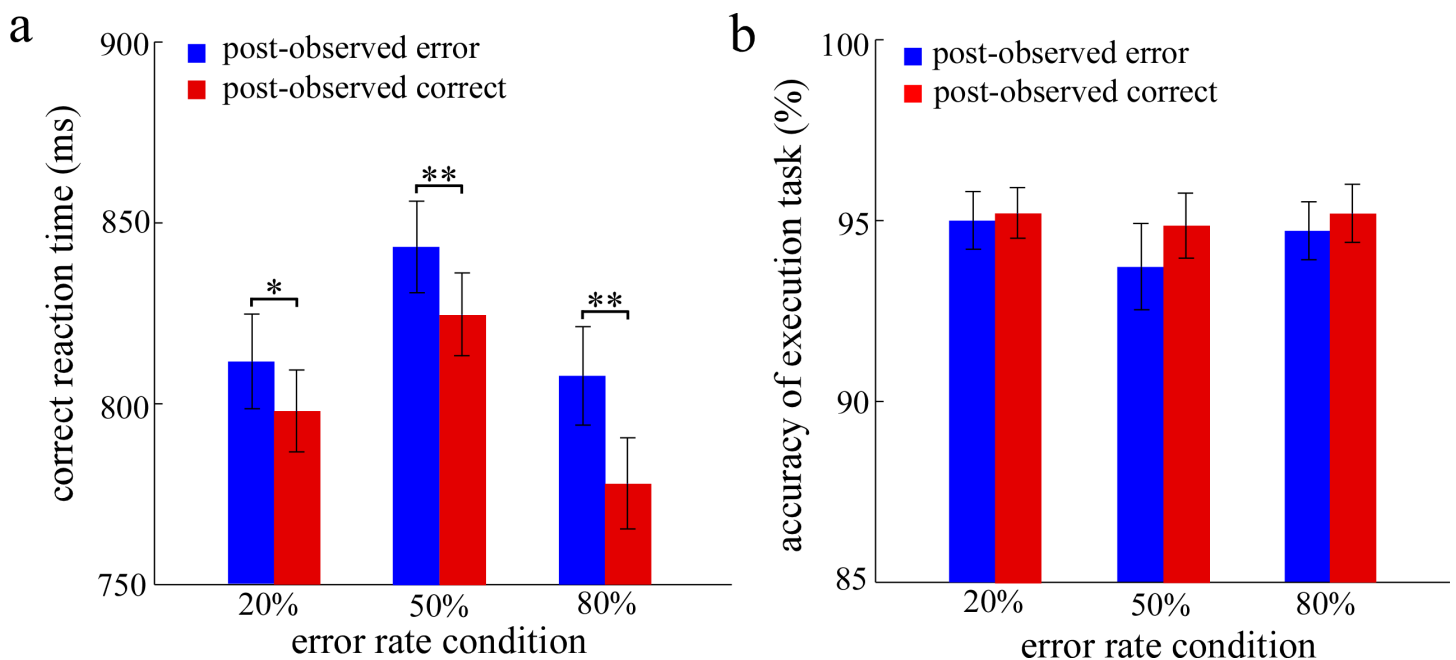 a
900
post-observed error
post-observed correct
850
800
750
correct reaction time (ms)
*
**
**
20% 50% 80%
error rate condition
b
100
post-observed error
post-observed correct
95
90
85
accuracy of execution task (%)
20% 50% 80%
error rate condition